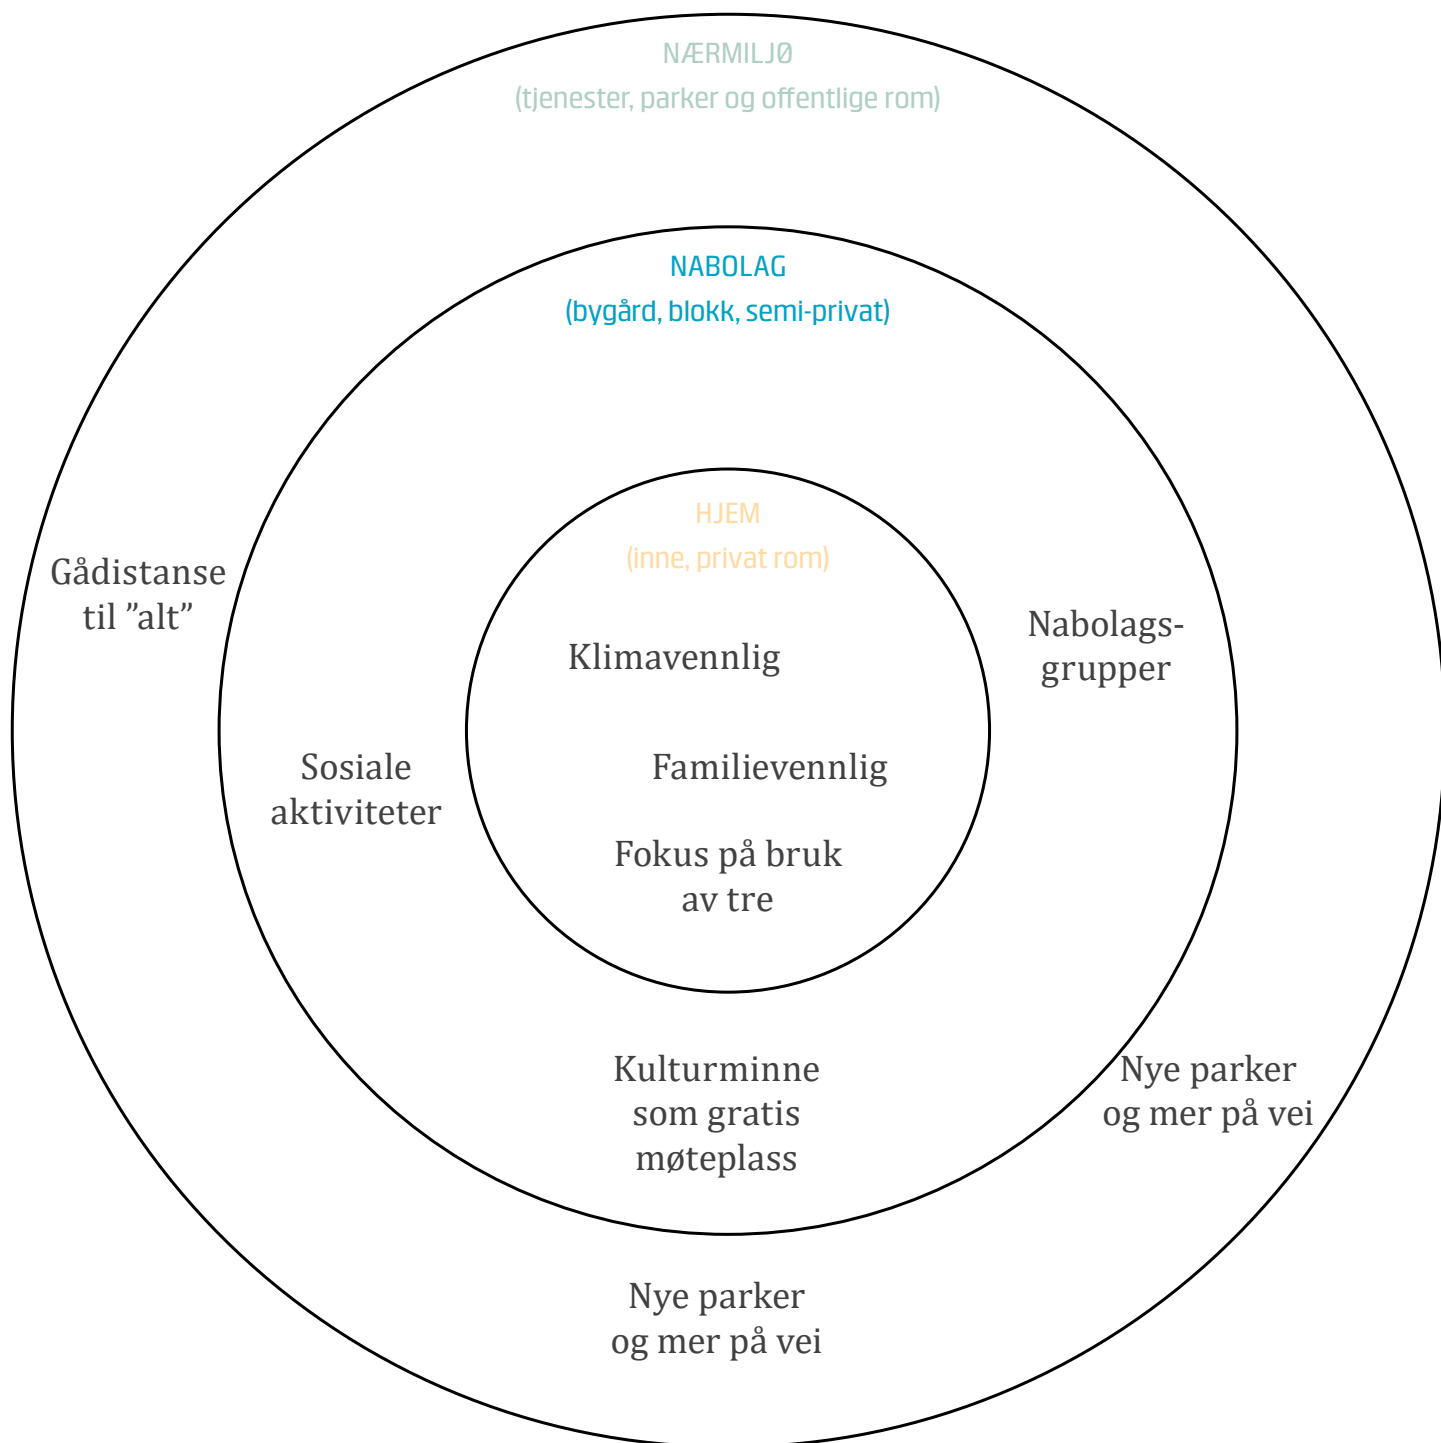 NÆRMILJØ
(tjenester, parker og offentlige rom)
NABOLAG
(bygård, blokk, semi-privat)
HJEM
(inne, privat rom)
Gådistanse
til ”alt”
Nabolags-
grupper
Klimavennlig
Sosiale
aktiviteter
Familievennlig
Fokus på bruk
av tre
Kulturminne
som gratis
møteplass
Nye parker
og mer på vei
Nye parker
og mer på vei